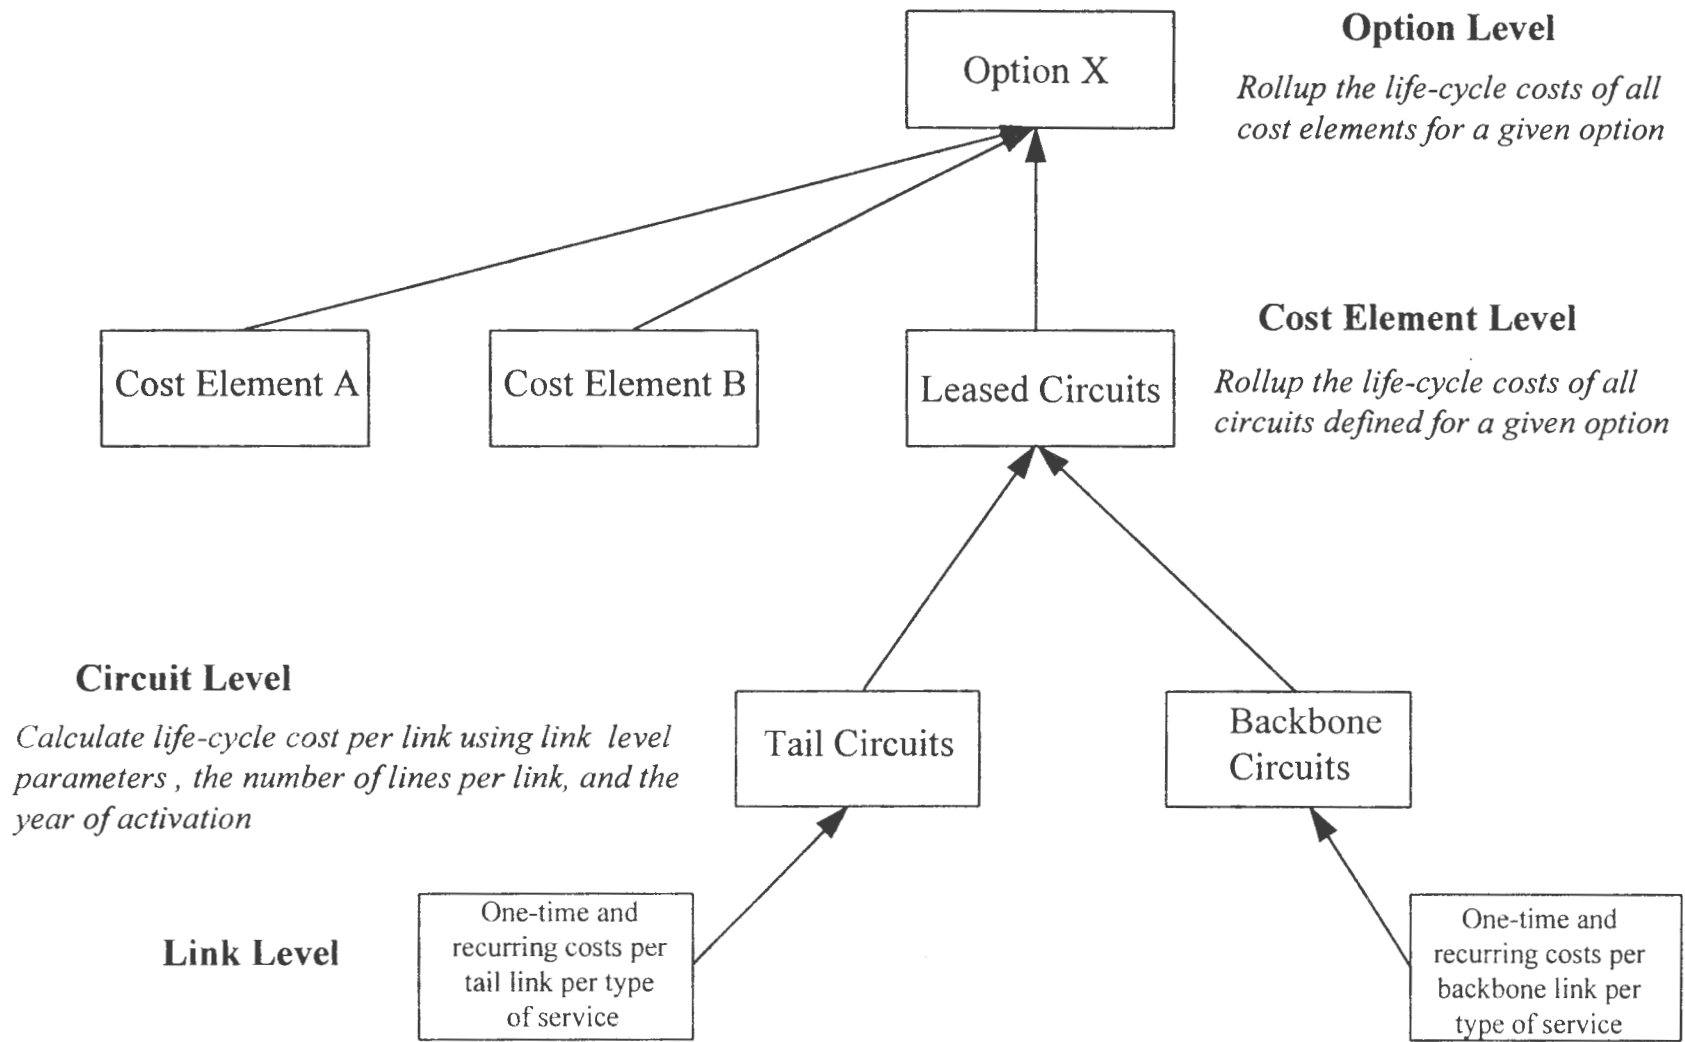 Option X
Option Level
Rollup the life-cycle costs of all
cost elements for a given option
Cost Element A
Cost Element B
Leased Circuits
Cost Element Level
Rollup the life-cycle costs of all
circuits defined for a given option
Circuit Level
Calculate life-cycle cost per link using link level
parameters , the number of lines per link, and the
year of activation
Tail Circuits
Backbone
Circuits
Link Level
One-time and
recurring costs per
tail link per type
of service
One-time and
recurring costs per
backbone link per
type of service